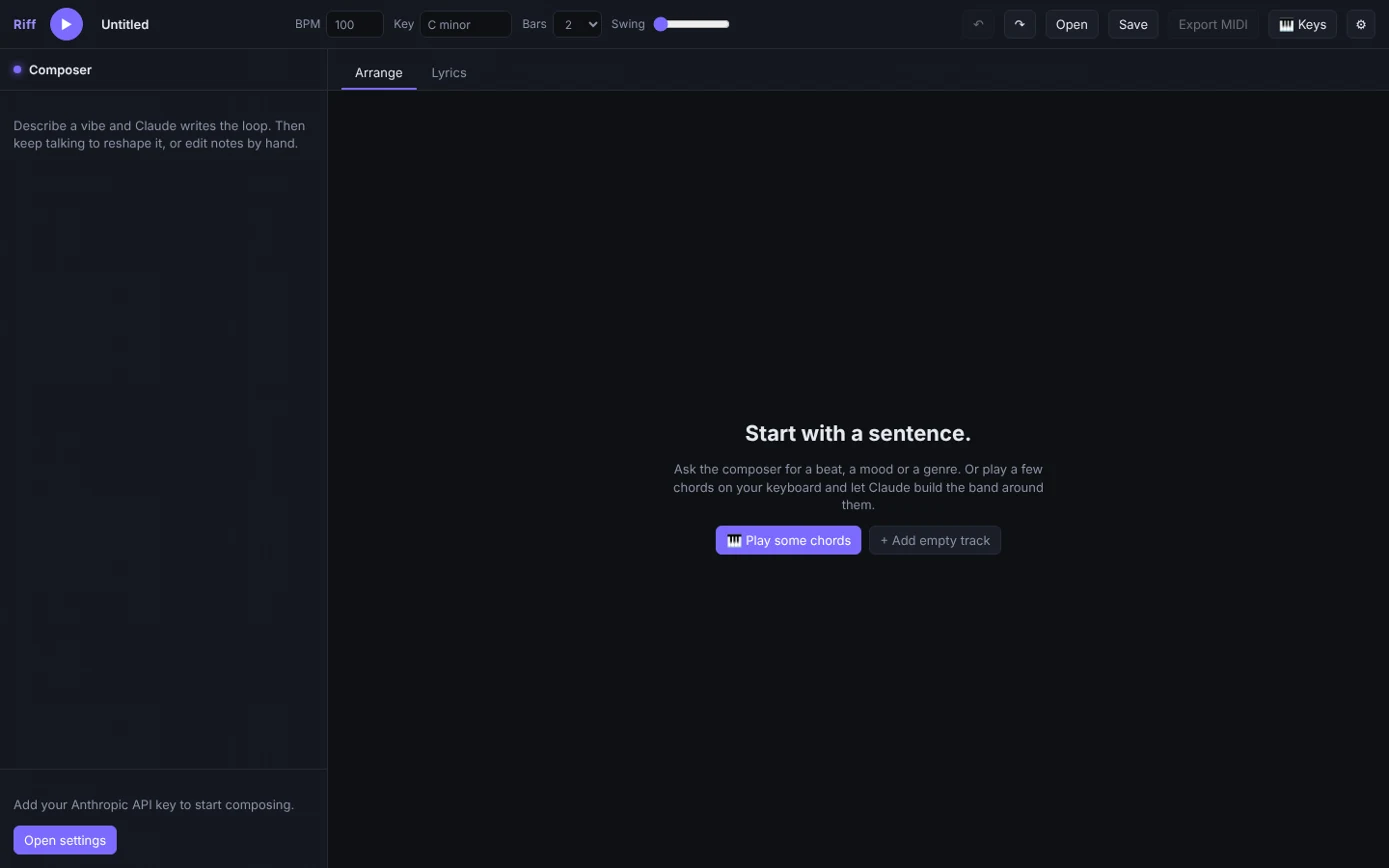 Riff
Untitled
BPM 100 Key C minor Bars 2 Swing
Open Save Export MIDI Keys
Composer
Arrange Lyrics
Describe a vibe and Claude writes the loop. Then
keep talking to reshape it, or edit notes by hand.
Start with a sentence.
Ask the composer for a beat, a mood or a genre. Or play a few
chords on your keyboard and let Claude build the band around
them.
Play some chords
+ Add empty track
Add your Anthropic API key to start composing.
Open settings